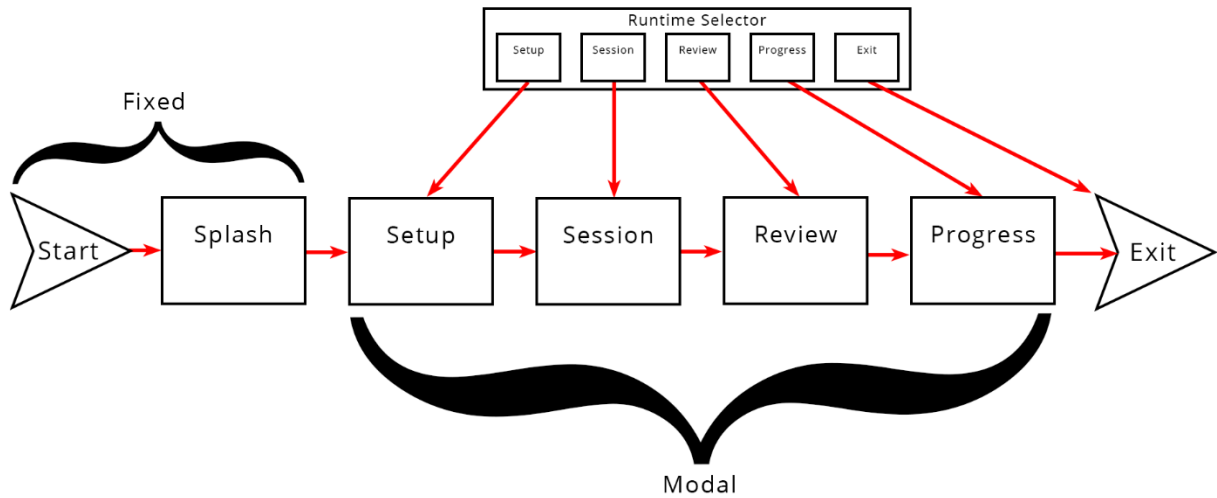 Runtime Selector
Setup Session Review Progress Exit
Fixed
Start Splash Setup Session Review Progress Exit
Modal